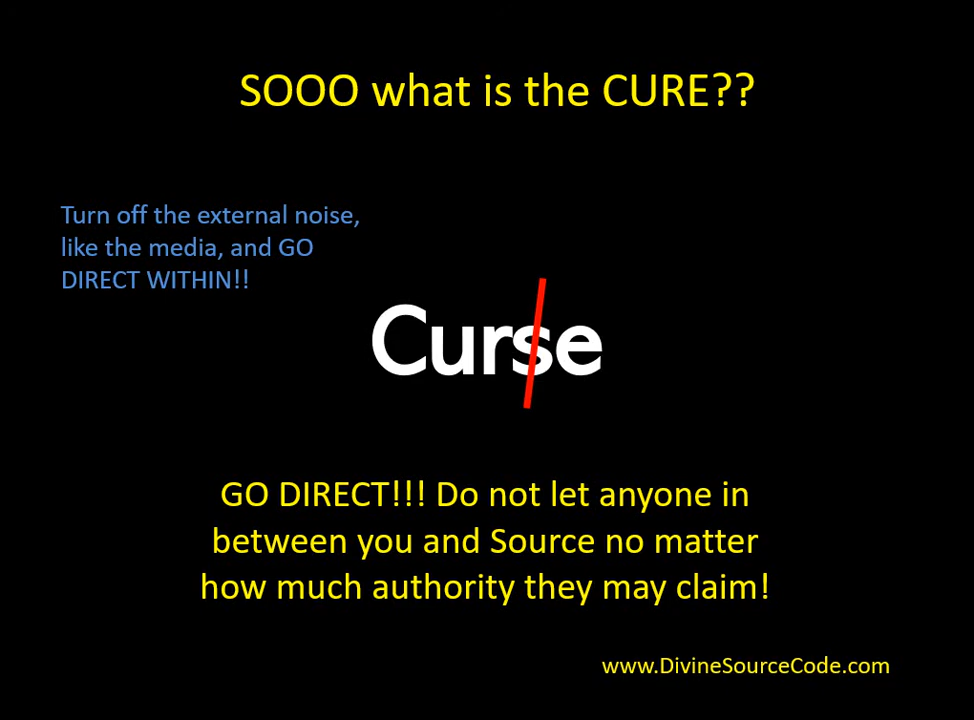 SOOO what is the CURE??
Turn off the external noise,
like the media, and GO
DIRECT WITHIN!!
Curse
GO DIRECT!!! Do not let anyone in
between you and Source no matter
how much authority they may claim!
www.DivineSourceCode.com